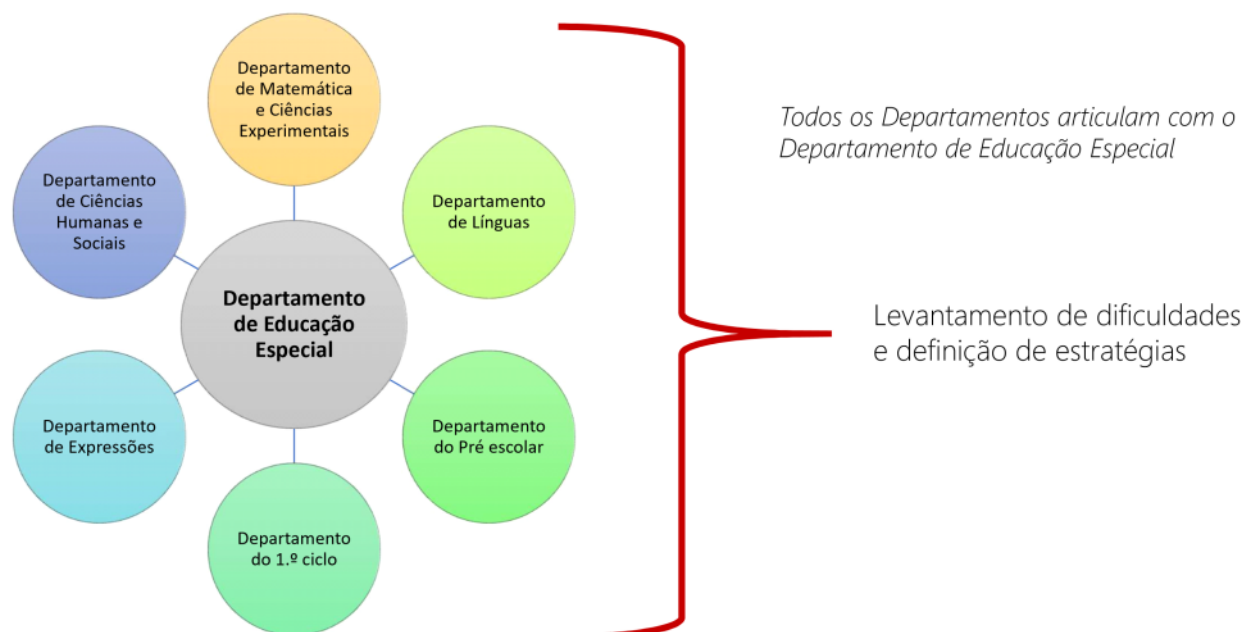 Departamento
de Matemática
e Ciências
Experimentais
Departamento
de Línguas
Departamento
do Pré escolar
Departamento
do 1.º ciclo
Departamento
de Expressões
Departamento
de Ciências
Humanas e
Sociais
Departamento
de Educação
Especial
Todos os Departamentos articulam com o
Departamento de Educação Especial
Levantamento de dificuldades
e definição de estratégias